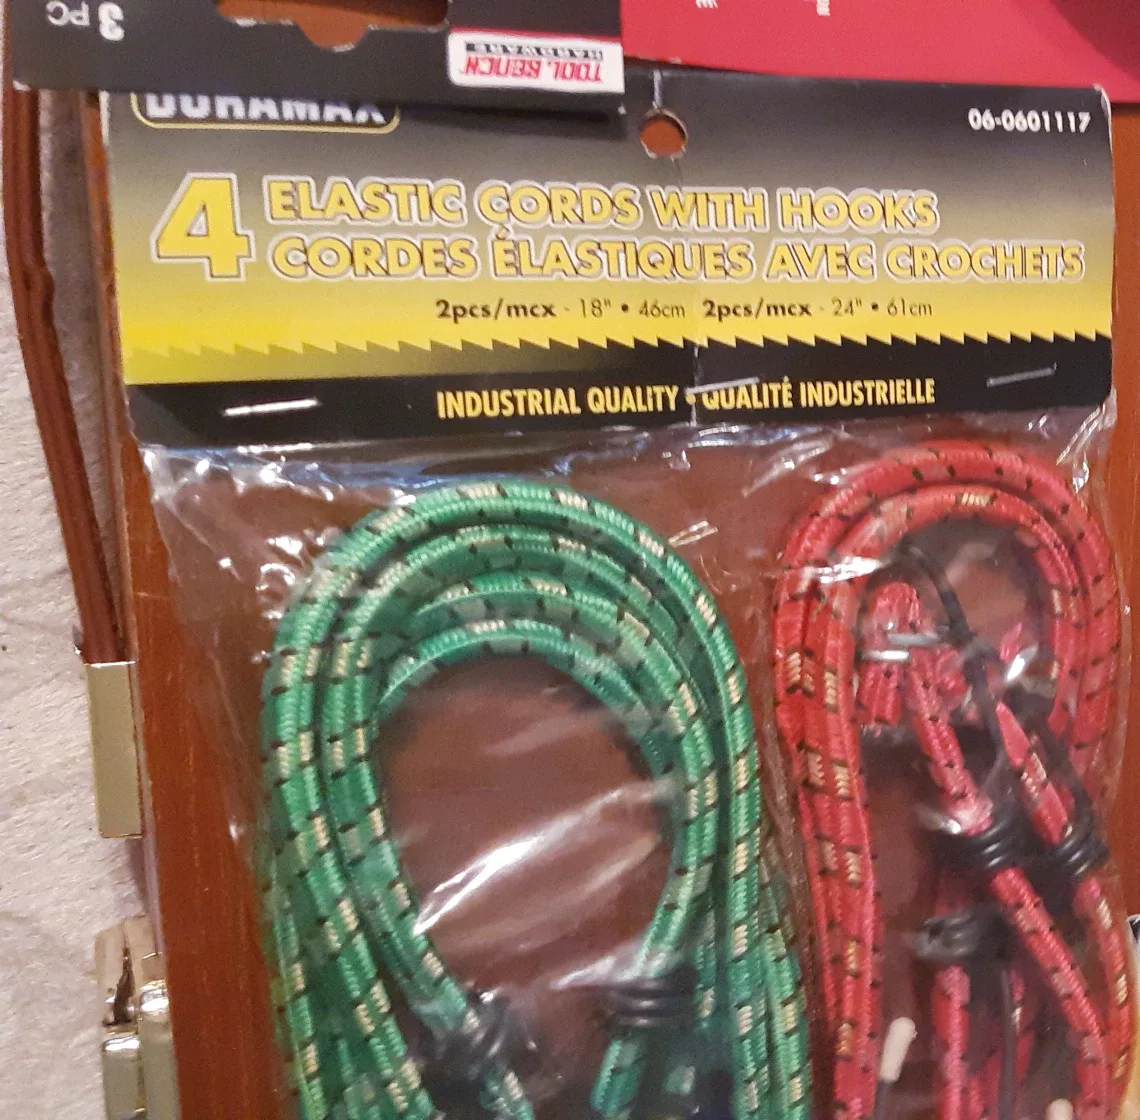 3 PC
TOOL BENCH
HARDWARE
DURAMAX
06-0601117
4 ELASTIC CORDS WITH HOOKS
CORDES ÉLASTIQUES AVEC CROCHETS
2pcs/mcx - 18" • 46cm 2pcs/mcx - 24" • 61cm
INDUSTRIAL QUALITY • QUALITÉ INDUSTRIELLE